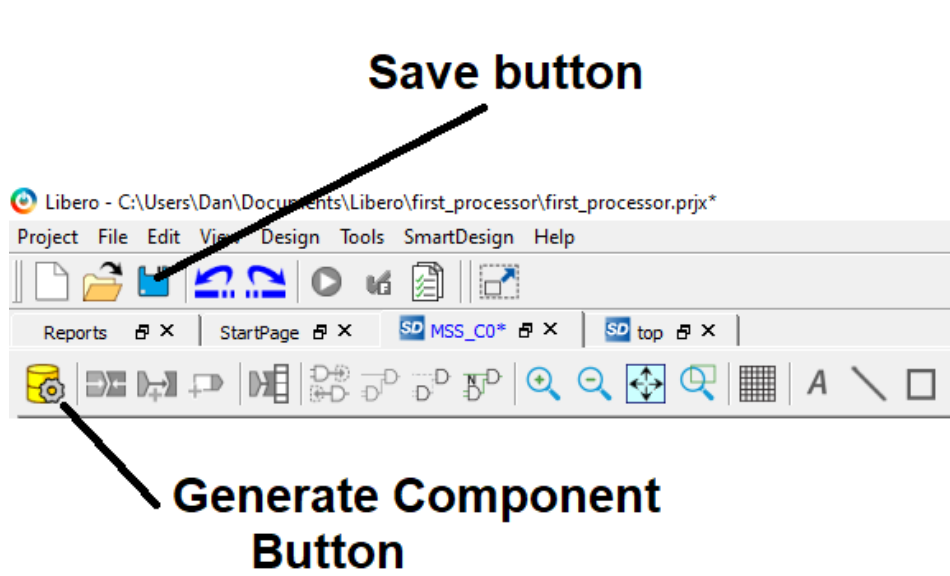 Save button
Libero - C:\Users\Dan\Documents\Libero\first_processor\first_processor.prjx*
Project File Edit View Design Tools SmartDesign Help
Reports StartPage SD MSS_C0* SD top
N A
Generate Component
Button